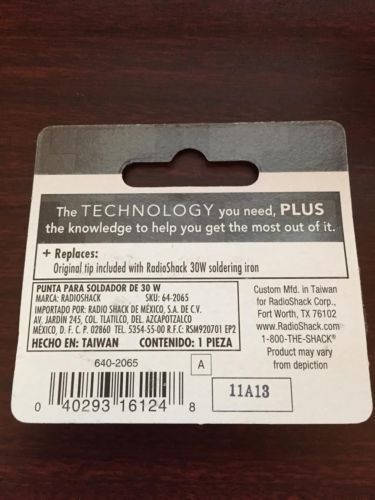 The TECHNOLOGY you need, PLUS
the knowledge to help you get the most out of it.
+ Replaces:
Original tip included with RadioShack 30W soldering iron
PUNTA PARA SOLDADOR DE 30 W
MARCA: RADIOSHACK SKU: 64-2065
IMPORTADO POR: RADIO SHACK DE MÉXICO, S.A. DE C.V.
AV. JARDÍN 245, COL. TLATILCO, DEL. AZCAPOTZALCO
MÉXICO, D. F. C. P. 02860 TEL. 5354-55-00 R.F.C: RSM920701 EP2
HECHO EN: TAIWAN CONTENIDO: 1 PIEZA
Custom Mfd. in Taiwan
for RadioShack Corp.,
Fort Worth, TX 76102
www.RadioShack.com
1-800-THE-SHACK®
Product may vary
from depiction
640-2065
A
0 40293 16124 8
11A13